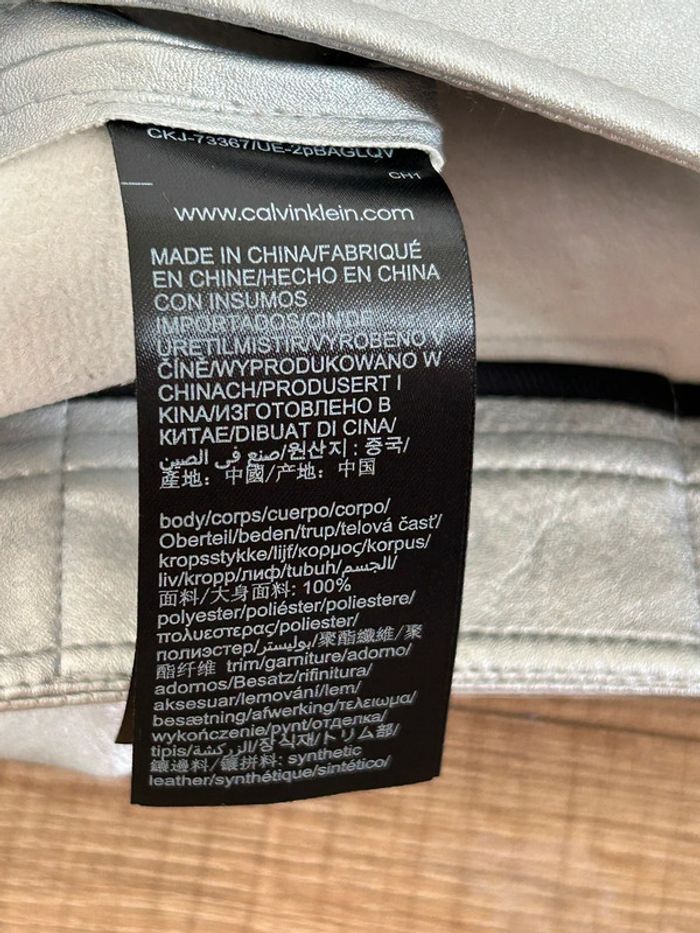 CKJ-73367/UE-2pBAGLQV
CH1
www.calvinklein.com
MADE IN CHINA/FABRIQUÉ
EN CHINE/HECHO EN CHINA
CON INSUMOS
IMPORTADOS/CIN'DE
URETILMISTIR/VYROBENO V
ČÍNĚ/WYPRODUKOWANO W
CHINACH/PRODUSERT I
KINA/ИЗГОТОВЛЕНО В
КИТАЕ/DIBUAT DI CINA/
صنع في الصين/원산지: 중국/
產地: 中國/产地: 中国
body/corps/cuerpo/corpo/
Oberteil/beden/trup/telová časť/
kropsstykke/lijf/κορμος/korpus/
liv/kropp/лиф/tubuh/الجسم/
面料/大身面料: 100%
polyester/poliéster/poliestere/
πολυεστερας/poliester/
полиэстер/بوليستر/聚酯纖維/聚
酯纤维 trim/garniture/adorno/
adornos/Besatz/rifinitura/
aksesuar/lemování/lem/
besætning/afwerking/τελειωμα/
wykończenie/pynt/отделка/
tipis/الزركشة/장식재/トリム部/
鑲邊料/镶拼料: synthetic
leather/synthétique/sintético/